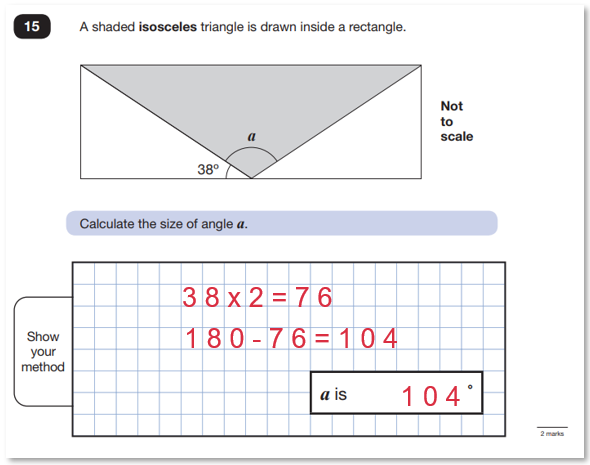 15 A shaded isosceles triangle is drawn inside a rectangle.
a
38°
Not
to
scale
Calculate the size of angle a.
Show
your
method
38x2=76
180-76=104
a is 104°
2 marks